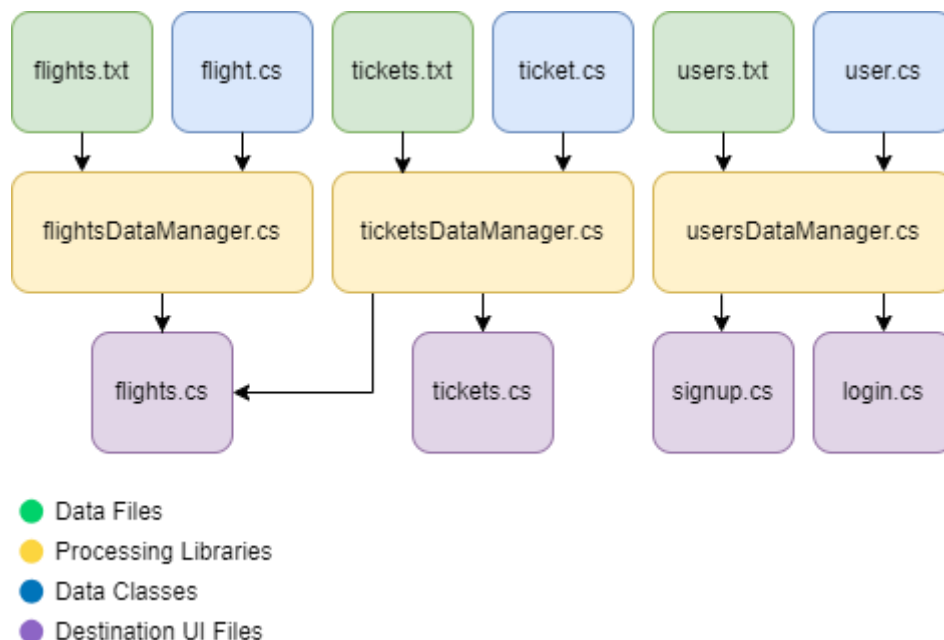 flights.txt
flight.cs
tickets.txt
ticket.cs
users.txt
user.cs
flightsDataManager.cs
ticketsDataManager.cs
usersDataManager.cs
flights.cs
tickets.cs
signup.cs
login.cs
Data Files
Processing Libraries
Data Classes
Destination UI Files